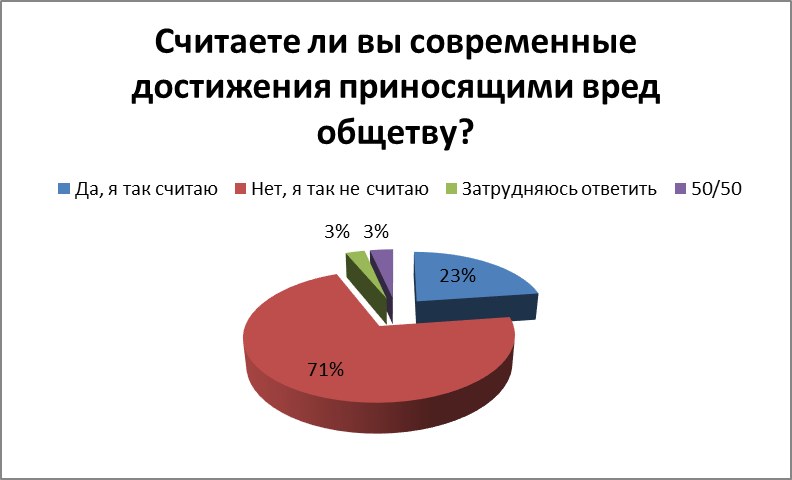 Считаете ли вы современные
достижения приносящими вред
общетву?
Да, я так считаю Нет, я так не считаю Затрудняюсь ответить 50/50
3% 3%
23%
71%